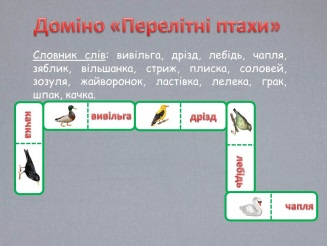 Доміно «Перелітні птахи»
Словник слів: вивільга, дрізд, лебідь, чапля,
зяблик, вільшанка, стриж, плиска, соловей,
зозуля, жайворонок, ластівка, лелека, грак,
шпак, качка.
качка
вивільга
дрізд
лебідь
чапля